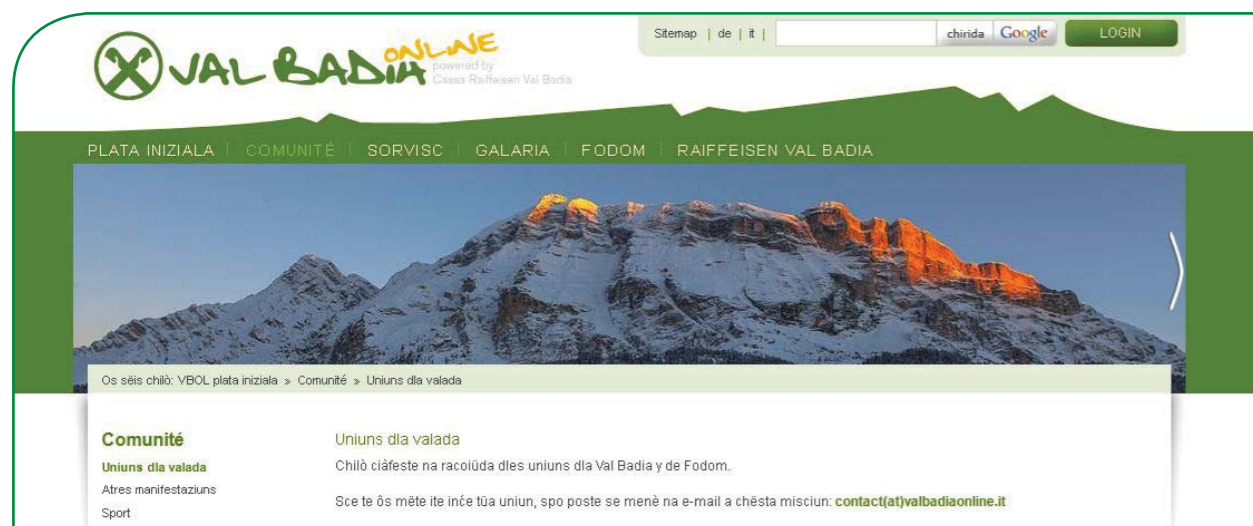 VAL BADIA ONLINE
powered by
Cassa Raiffeisen Val Badia
Sitemap | de | it |
chirida Google
LOGIN
PLATA INIZIALA
COMUNITÉ
SORVISC
GALARIA
FODOM
RAIFFEISEN VAL BADIA
Os sëis chilò: VBOL plata iniziala » Comunité » Uniuns dla valada
Comunité
Uniuns dla valada
Atres manifestaziuns
Sport
Uniuns dla valada
Chilò ciàfeste na racoiüda dles uniuns dla Val Badia y de Fodom.
Sce te ôs mëte ite inće tüa uniun, spo poste se menè na e-mail a chësta misciun: contact(at)valbadiaonline.it